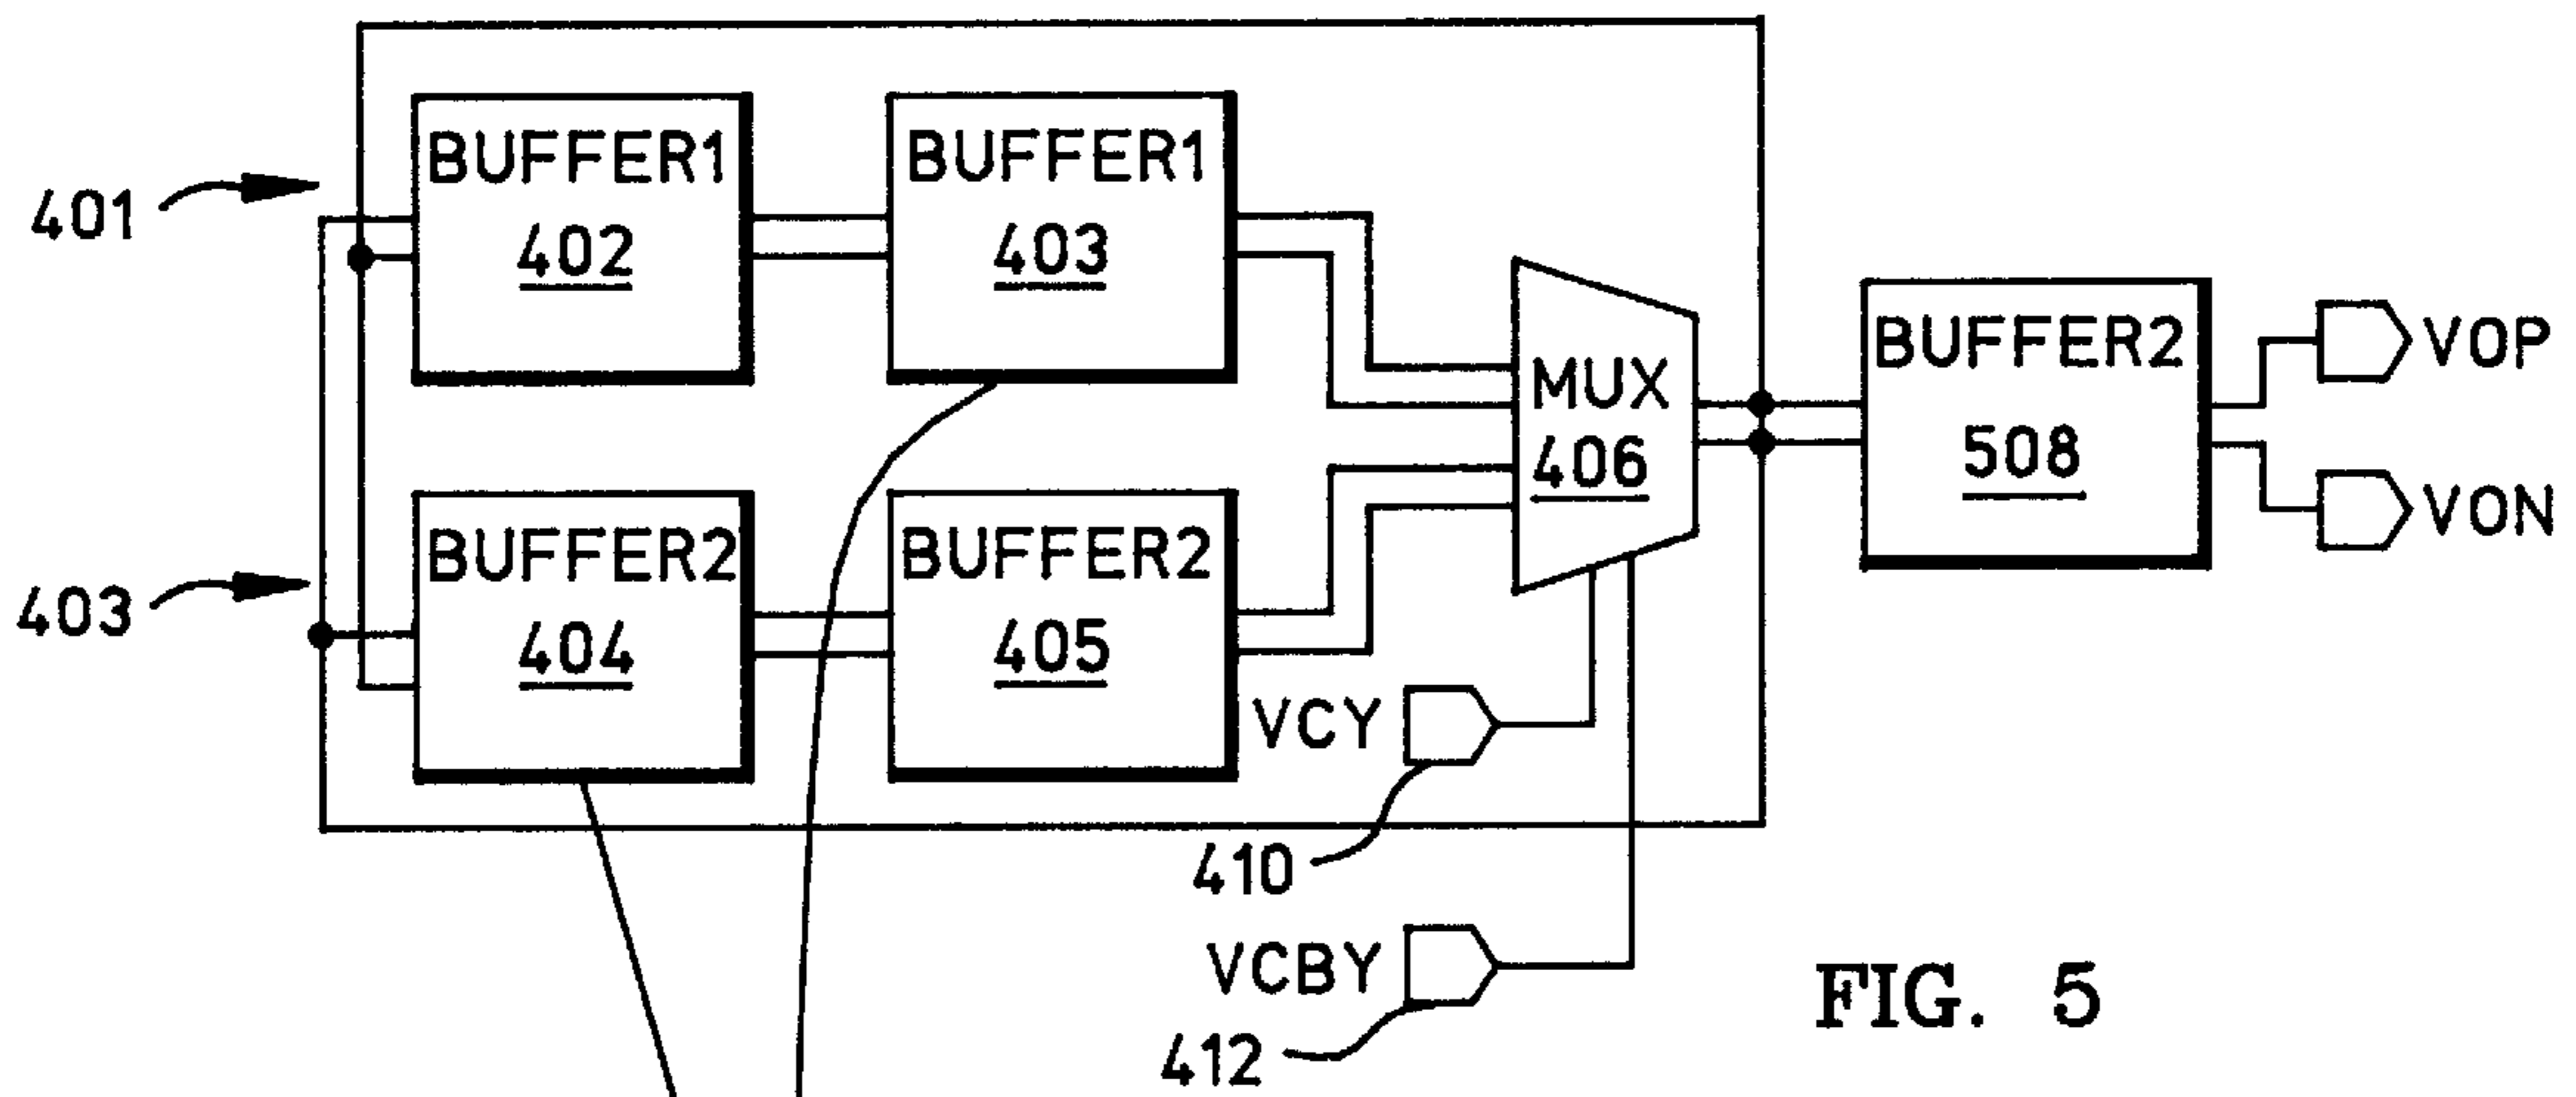 BUFFER1
402
BUFFER1
403
401
MUX
406
BUFFER2
508
VOP
VON
BUFFER2
404
BUFFER2
405
403
VCY
410
VCBY
412
FIG. 5